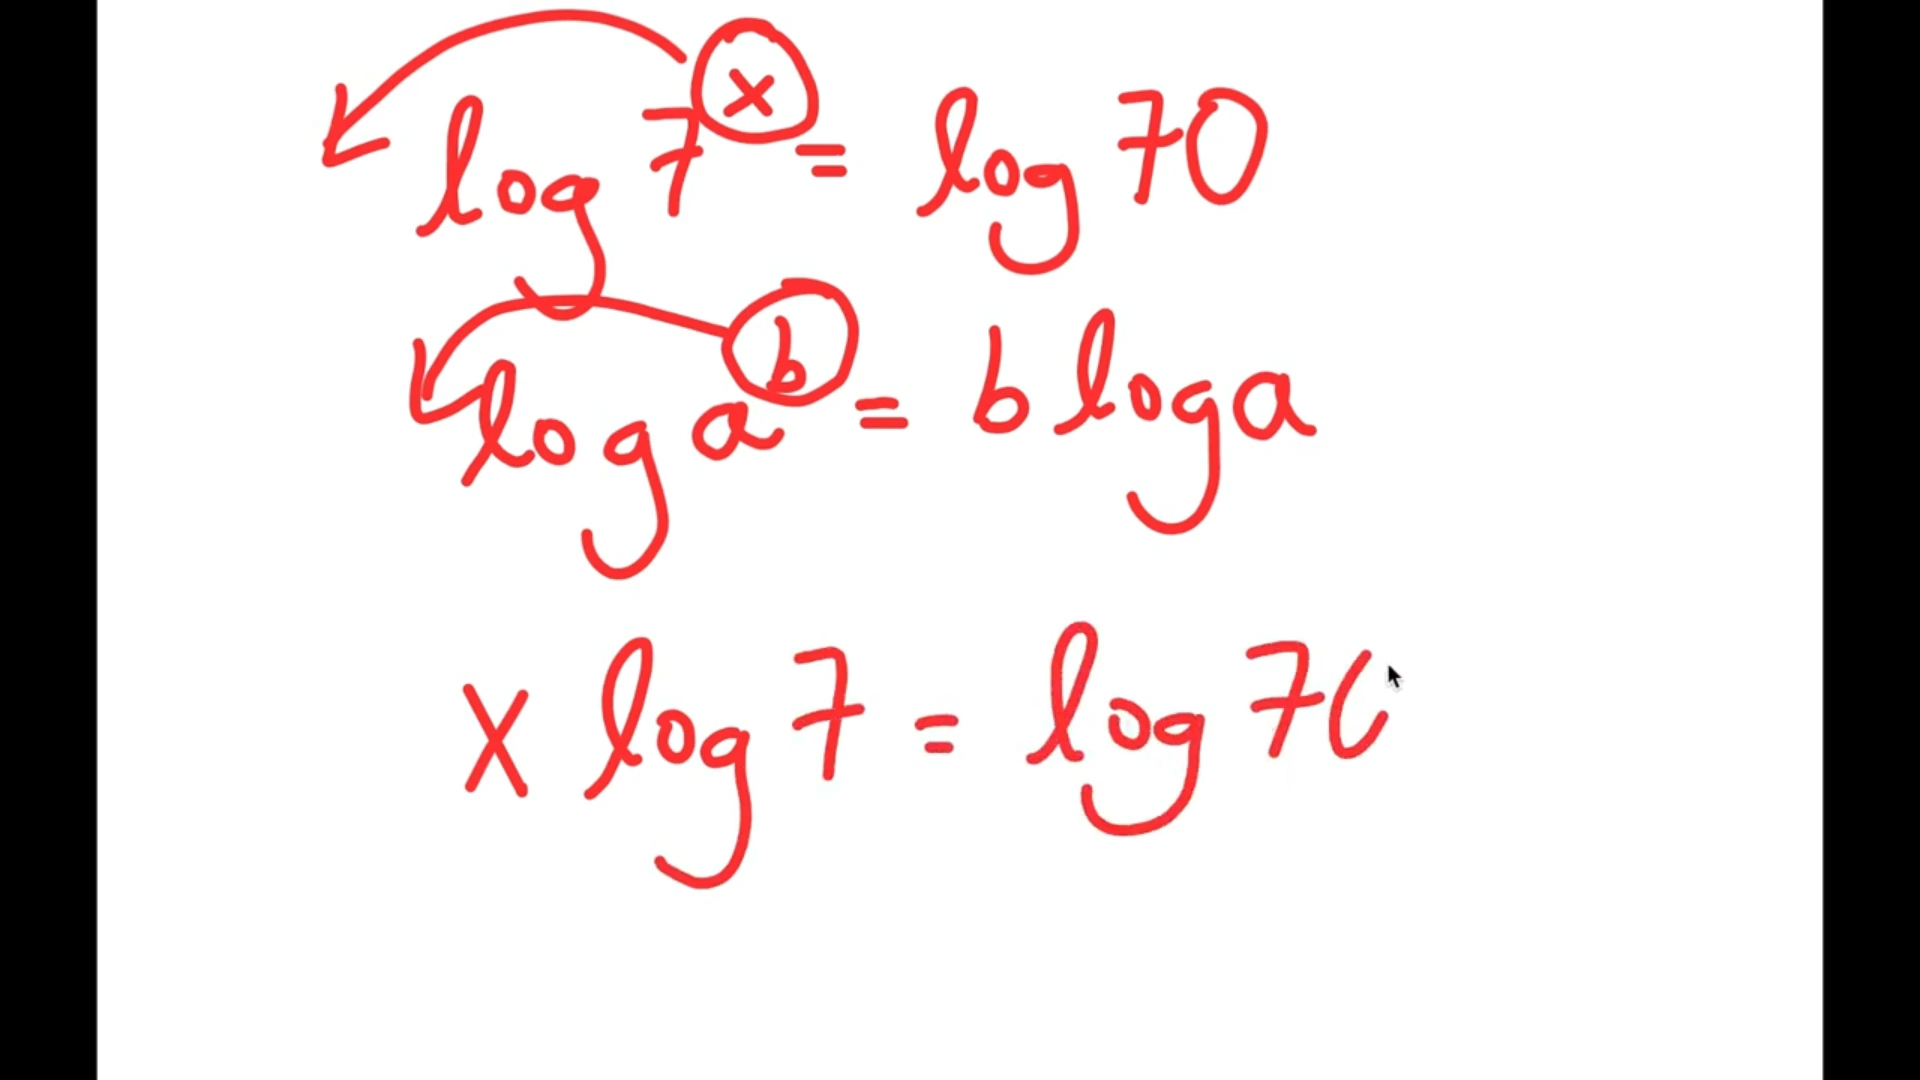 log 7^x = log 70
log a^b = b log a
x log 7 = log 70